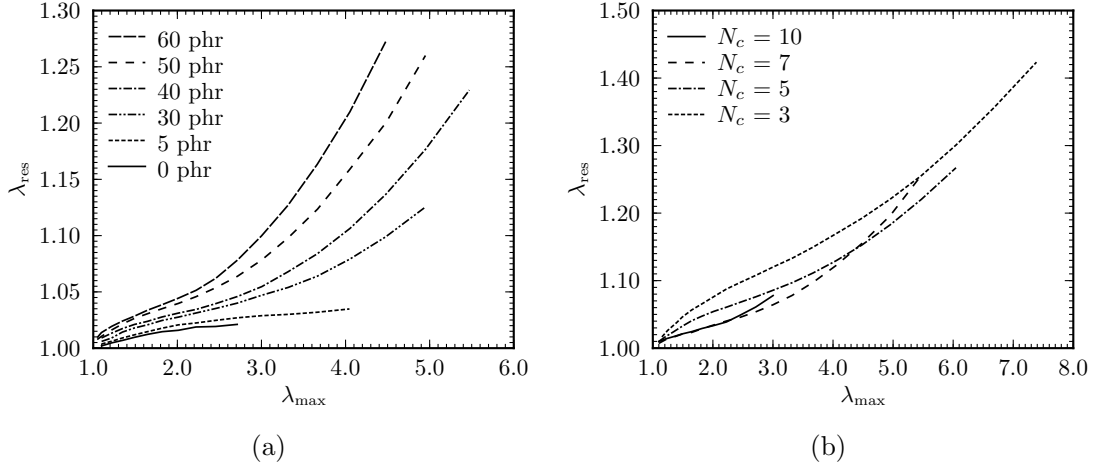 1.30
1.25
1.20
1.15
1.10
1.05
1.00
λres
60 phr
50 phr
40 phr
30 phr
5 phr
0 phr
1.0 2.0 3.0 4.0 5.0 6.0
λmax
(a)
1.50
1.40
1.30
1.20
1.10
1.00
λres
Nc = 10
Nc = 7
Nc = 5
Nc = 3
1.0 2.0 3.0 4.0 5.0 6.0 7.0 8.0
λmax
(b)